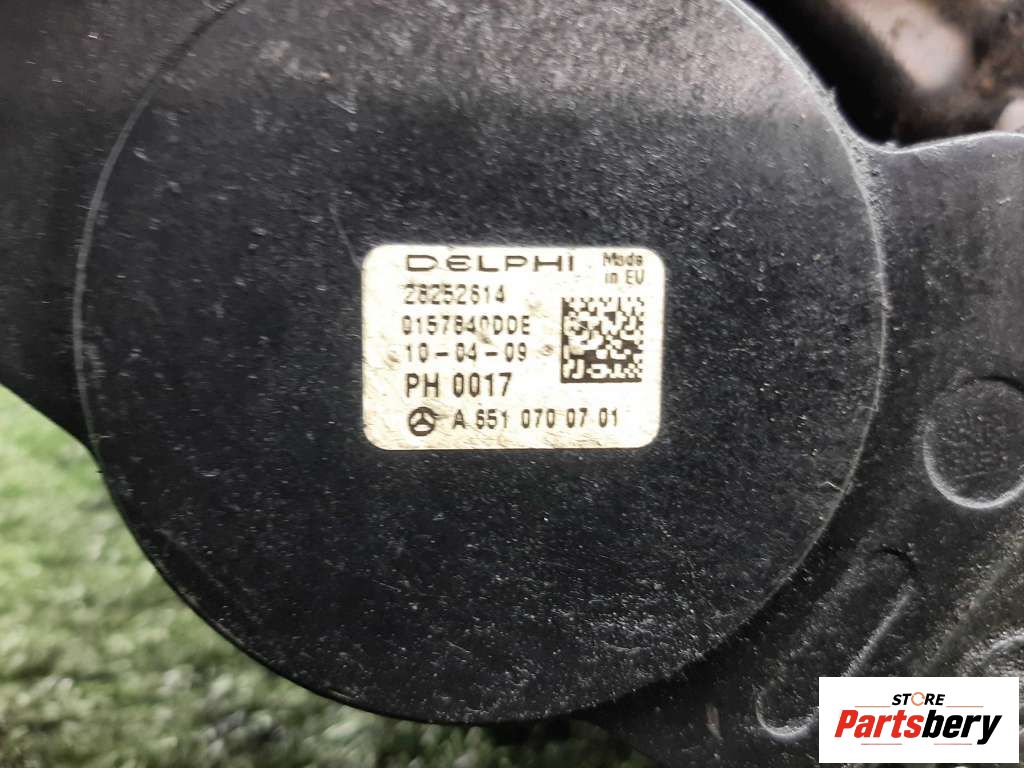 DELPHI Made in EU
28252614
0157840DDE
10-04-09
PH 0017
A 651 070 07 01
STORE
Partsbery